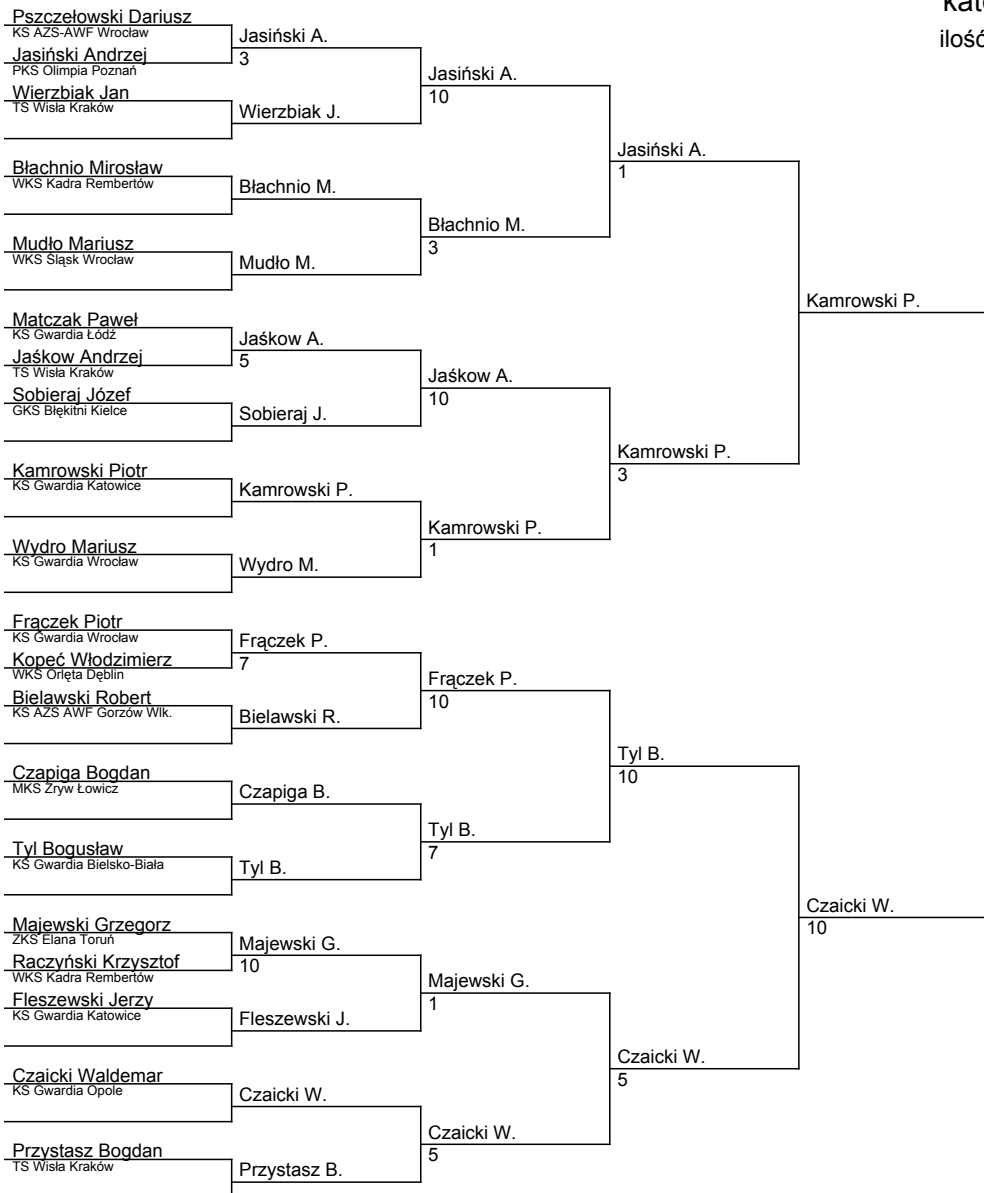 kat
ilość
Pszczełowski Dariusz
KS AZS-AWF Wrocław
Jasiński Andrzej
PKS Olimpia Poznań
Wierzbiak Jan
TS Wisła Kraków
Błachnio Mirosław
WKS Kadra Rembertów
Mudło Mariusz
WKS Śląsk Wrocław
Matczak Paweł
KS Gwardia Łódź
Jaśkow Andrzej
TS Wisła Kraków
Sobieraj Józef
GKS Błękitni Kielce
Kamrowski Piotr
KS Gwardia Katowice
Wydro Mariusz
KS Gwardia Wrocław
Frączek Piotr
KS Gwardia Wrocław
Kopeć Włodzimierz
WKS Orlęta Dęblin
Bielawski Robert
KS AZS AWF Gorzów Wlk.
Czapiga Bogdan
MKS Zryw Łowicz
Tyl Bogusław
KS Gwardia Bielsko-Biała
Majewski Grzegorz
ZKS Elana Toruń
Raczyński Krzysztof
WKS Kadra Rembertów
Fleszewski Jerzy
KS Gwardia Katowice
Czaicki Waldemar
KS Gwardia Opole
Przystasz Bogdan
TS Wisła Kraków
Jasiński A.
3
Wierzbiak J.
Błachnio M.
Mudło M.
Jaśkow A.
5
Sobieraj J.
Kamrowski P.
Wydro M.
Frączek P.
7
Bielawski R.
Czapiga B.
Tyl B.
Majewski G.
10
Fleszewski J.
Czaicki W.
Przystasz B.
Jasiński A.
10
Błachnio M.
3
Jaśkow A.
10
Kamrowski P.
1
Frączek P.
10
Tyl B.
7
Majewski G.
1
Czaicki W.
5
Jasiński A.
1
Kamrowski P.
3
Tyl B.
10
Czaicki W.
5
Kamrowski P.
Czaicki W.
10